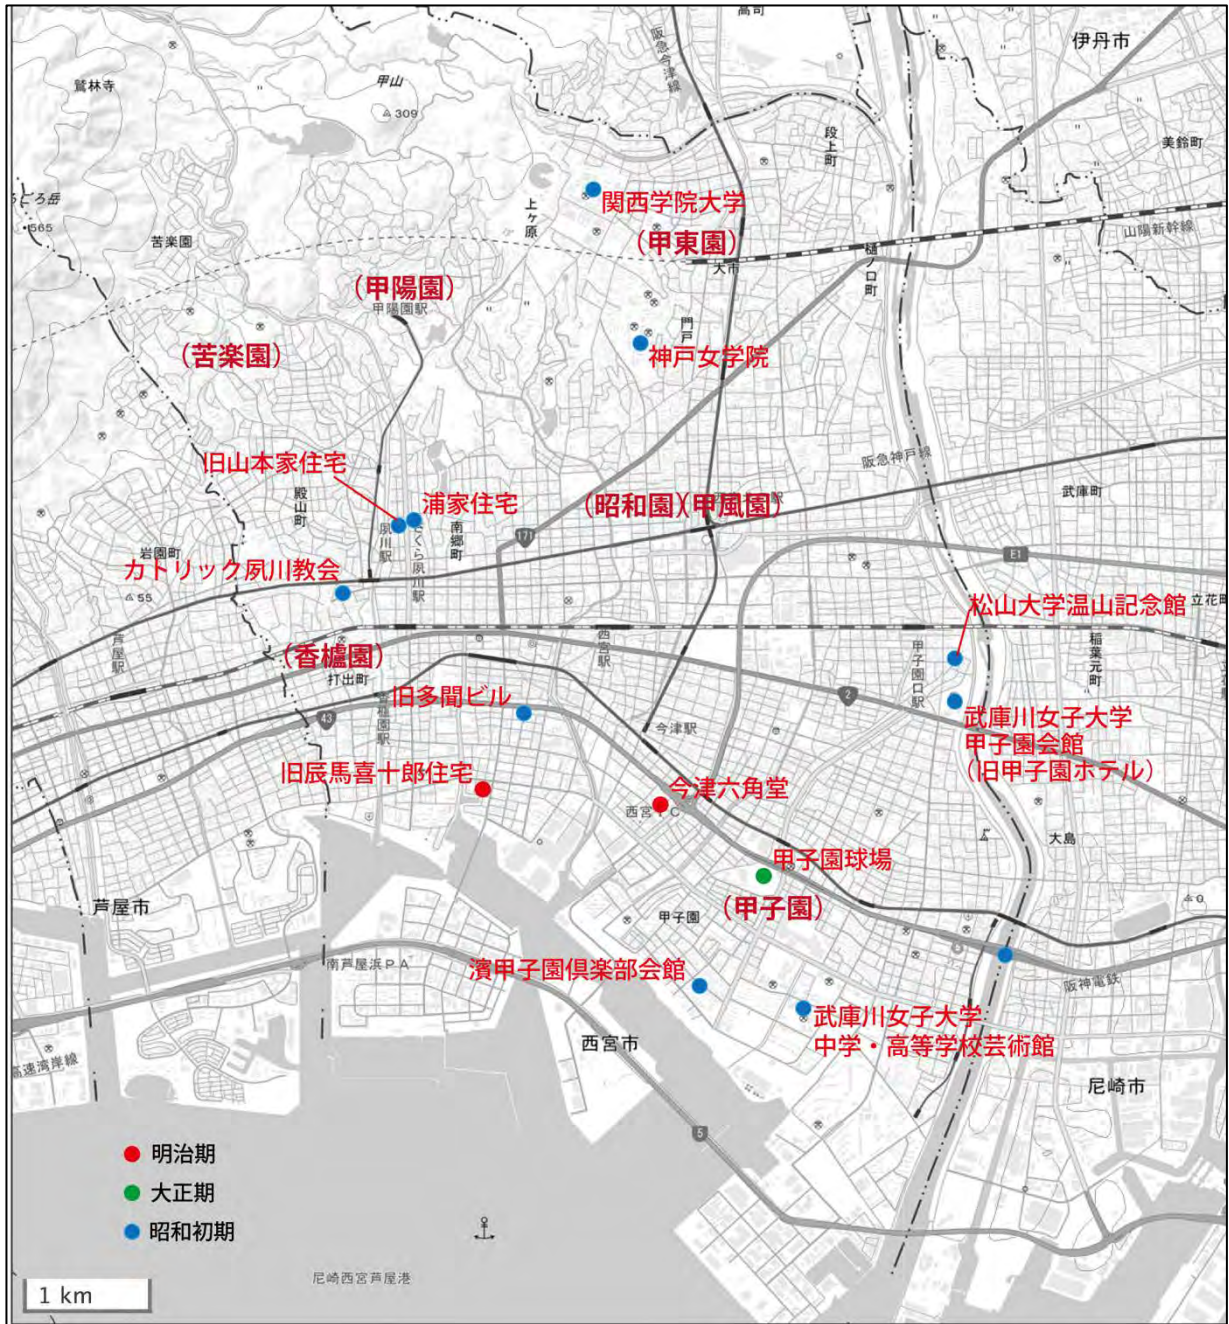 高司
伊丹市
阪急今津線
鷲林寺
甲山
309
段上町
美鈴町
関西学院大学
上ヶ原
565
苦楽園
(甲東園)
大市
樋ノ口町
山陽新幹線
(甲陽園)
甲陽園駅
門戸
(苦楽園)
神戸女学院
旧山本家住宅
阪急神戸線
殿山町
浦家住宅
(昭和園)(甲風園)
武庫町
夙川駅
さくら夙川駅
南郷町
171
岩園町
E1
カトリック夙川教会
55
松山大学温山記念館
立花町
芦屋駅
西宮駅
甲子園口駅
稲葉元町
(香櫨園)
打出町
旧多聞ビル
2
43
香櫨園駅
今津駅
武庫川女子大学
甲子園会館
(旧甲子園ホテル)
旧辰馬喜十郎住宅
今津六角堂
西宮IC
大島
甲子園球場
0
芦屋市
甲子園
(甲子園)
南芦屋浜PA
濱甲子園倶楽部会館
阪神電鉄
武庫川女子大学
中学・高等学校芸術館
西宮市
高速湾岸線
尼崎市
5
明治期
大正期
昭和初期
尼崎西宮芦屋港
1 km